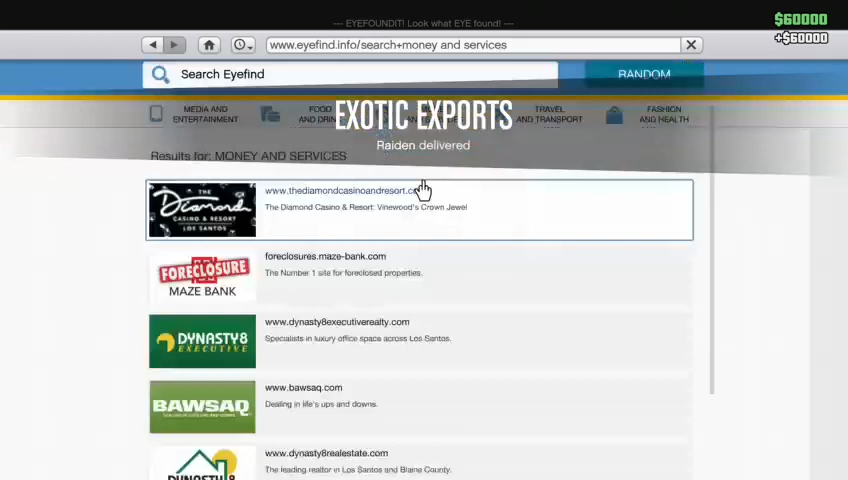 --- EYEFOUNDIT! Look what EYE found! ---
$60000
+$60000
www.eyefind.info/search+money and services
Search Eyefind
RANDOM
MEDIA AND
ENTERTAINMENT
FOOD
AND DRINK
TRAVEL
AND TRANSPORT
FASHION
AND HEALTH
EXOTIC EXPORTS
Raiden delivered
Results for: MONEY AND SERVICES
THE
Diamond
CASINO & RESORT
LOS SANTOS
www.thediamondcasinoandresort.com
The Diamond Casino & Resort: Vinewood's Crown Jewel
FORECLOSURE
MAZE BANK
foreclosures.maze-bank.com
The Number 1 site for foreclosed properties.
DYNASTY8
EXECUTIVE
www.dynasty8executiverealty.com
Specialists in luxury office space across Los Santos.
BAWSAQ
www.bawsaq.com
Dealing in life's ups and downs.
DYNASTY8
www.dynasty8realestate.com
The leading realtor in Los Santos and Blaine County.